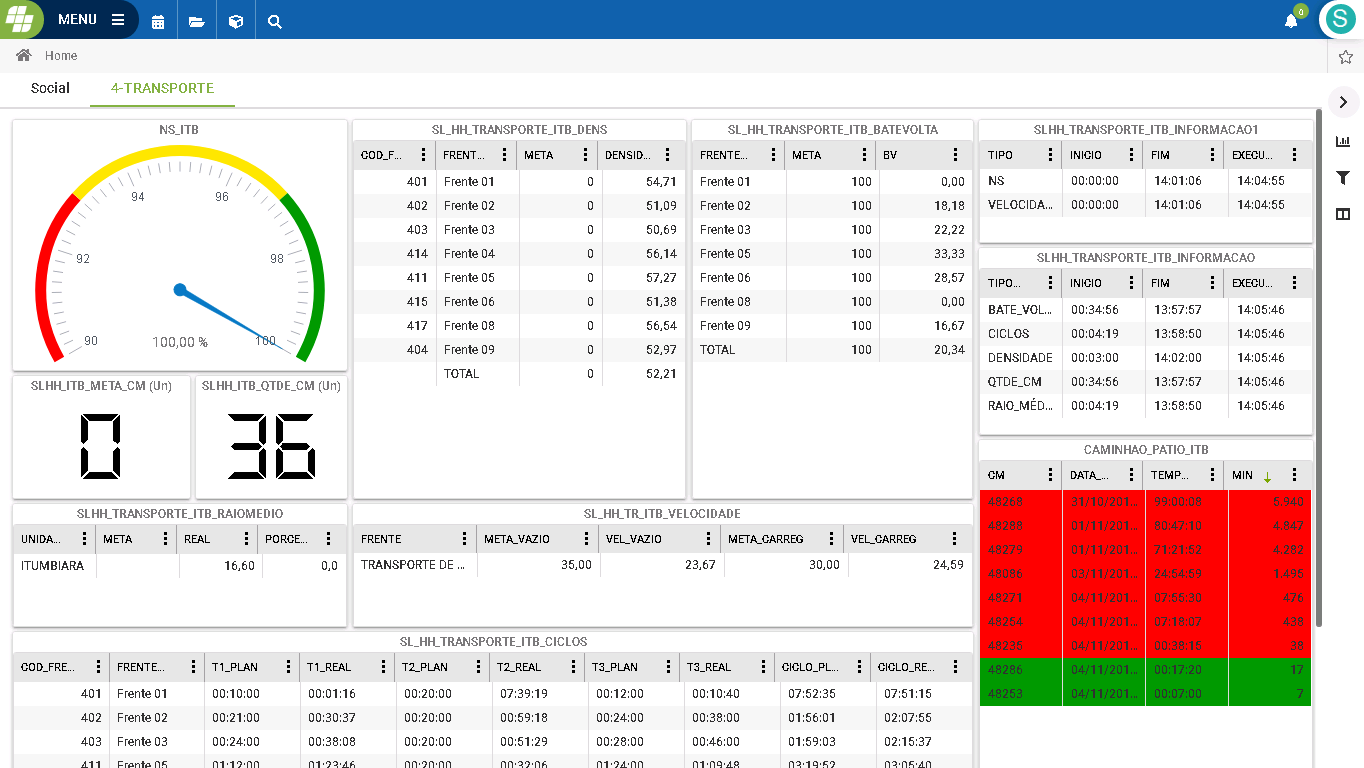 MENU
0
S
Home
Social 4-TRANSPORTE
NS_ITB
90
92
94
96
98
100
100,00 %
SLHH_ITB_META_CM (Un)
0
SLHH_ITB_QTDE_CM (Un)
36
SL_HH_TRANSPORTE_ITB_DENS
COD_F... FRENT... META DENSID...
401 Frente 01 0 54,71
402 Frente 02 0 51,09
403 Frente 03 0 50,69
414 Frente 04 0 56,14
411 Frente 05 0 57,27
415 Frente 06 0 51,38
417 Frente 08 0 56,54
404 Frente 09 0 52,97
TOTAL 0 52,21
SL_HH_TRANSPORTE_ITB_BATEVOLTA
FRENTE... META BV
Frente 01 100 0,00
Frente 02 100 18,18
Frente 03 100 22,22
Frente 05 100 33,33
Frente 06 100 28,57
Frente 08 100 0,00
Frente 09 100 16,67
TOTAL 100 20,34
SLHH_TRANSPORTE_ITB_INFORMACAO1
TIPO INICIO FIM EXECU...
NS 00:00:00 14:01:06 14:04:55
VELOCIDA... 00:00:00 14:01:06 14:04:55
SLHH_TRANSPORTE_ITB_INFORMACAO
TIPO... INICIO FIM EXECU...
BATE_VOL... 00:34:56 13:57:57 14:05:46
CICLOS 00:04:19 13:58:50 14:05:46
DENSIDADE 00:03:00 14:02:00 14:05:46
QTDE_CM 00:34:56 13:57:57 14:05:46
RAIO_MÉD... 00:04:19 13:58:50 14:05:46
CAMINHAO_PATIO_ITB
CM DATA_... TEMP... MIN
48268 31/10/201... 99:00:08 5.940
48288 01/11/201... 80:47:10 4.847
48279 01/11/201... 71:21:52 4.282
48086 03/11/201... 24:54:59 1.495
48271 04/11/201... 07:55:30 476
48254 04/11/201... 07:18:07 438
48235 04/11/201... 00:38:15 38
48286 04/11/201... 00:17:20 17
48253 04/11/201... 00:07:00 7
SLHH_TRANSPORTE_ITB_RAIOMEDIO
UNIDA... META REAL PORCE...
ITUMBIARA 16,60 0,0
SL_HH_TR_ITB_VELOCIDADE
FRENTE META_VAZIO VEL_VAZIO META_CARREG VEL_CARREG
TRANSPORTE DE ... 35,00 23,67 30,00 24,59
SL_HH_TRANSPORTE_ITB_CICLOS
COD_FRE... FRENTE... T1_PLAN T1_REAL T2_PLAN T2_REAL T3_PLAN T3_REAL CICLO_PL... CICLO_RE...
401 Frente 01 00:10:00 00:01:16 00:20:00 07:39:19 00:12:00 00:10:40 07:52:35 07:51:15
402 Frente 02 00:21:00 00:30:37 00:20:00 00:59:18 00:24:00 00:38:00 01:56:01 02:07:55
403 Frente 03 00:24:00 00:38:08 00:20:00 00:51:29 00:28:00 00:46:00 01:59:03 02:15:37
411 Frente 05 01:12:00 01:23:46 00:20:00 00:32:06 01:24:00 01:09:48 03:19:52 03:05:40